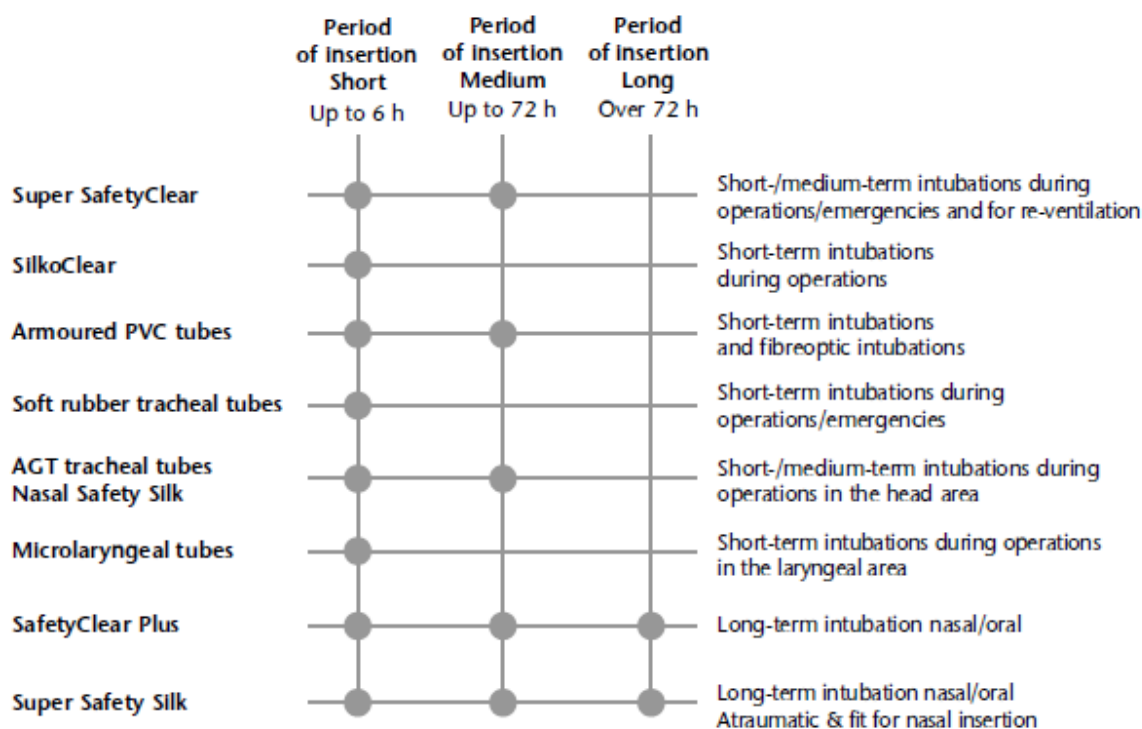 Period
of insertion
Short
Up to 6 h
Period
of insertion
Medium
Up to 72 h
Period
of insertion
Long
Over 72 h
Super SafetyClear
Short-/medium-term intubations during
operations/emergencies and for re-ventilation
SilkoClear
Short-term intubations
during operations
Armoured PVC tubes
Short-term intubations
and fibreoptic intubations
Soft rubber tracheal tubes
Short-term intubations during
operations/emergencies
AGT tracheal tubes
Nasal Safety Silk
Short-/medium-term intubations during
operations in the head area
Microlaryngeal tubes
Short-term intubations during operations
in the laryngeal area
SafetyClear Plus
Long-term intubation nasal/oral
Super Safety Silk
Long-term intubation nasal/oral
Atraumatic & fit for nasal insertion